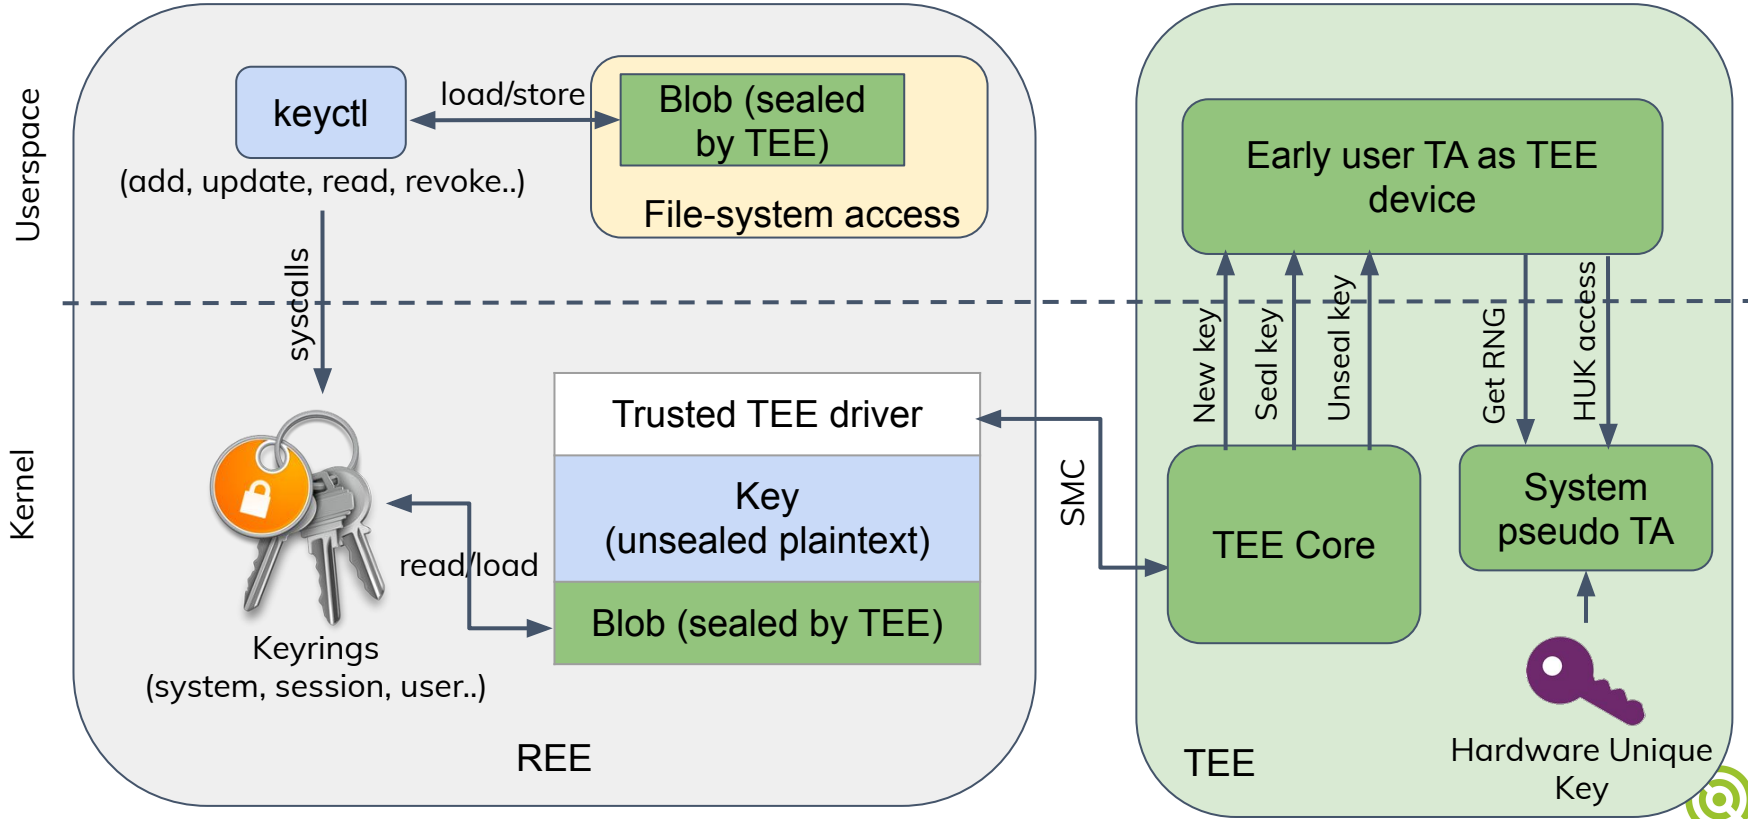 Userspace
Kernel
keyctl
(add, update, read, revoke..)
load/store
Blob (sealed
by TEE)
File-system access
syscalls
Keyrings
(system, session, user..)
read/load
Trusted TEE driver
Key
(unsealed plaintext)
Blob (sealed by TEE)
REE
SMC
Early user TA as TEE
device
New key
Seal key
Unseal key
Get RNG
HUK access
TEE Core
System
pseudo TA
Hardware Unique
Key
TEE